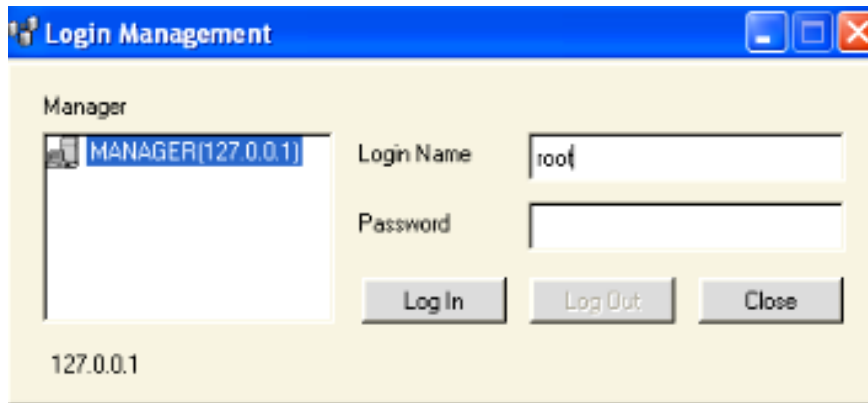 Login Management
Manager
MANAGER(127.0.0.1)
Login Name
root
Password
Log In
Log Out
Close
127.0.0.1